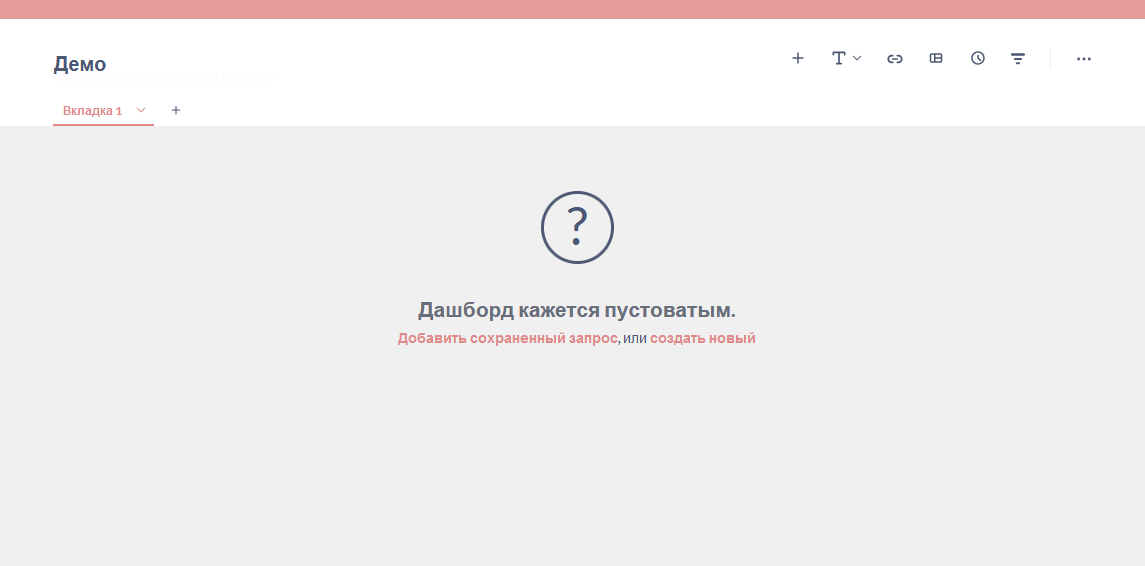 Демо
Вкладка 1
?
Дашборд кажется пустоватым.
Добавить сохраненный запрос, или создать новый